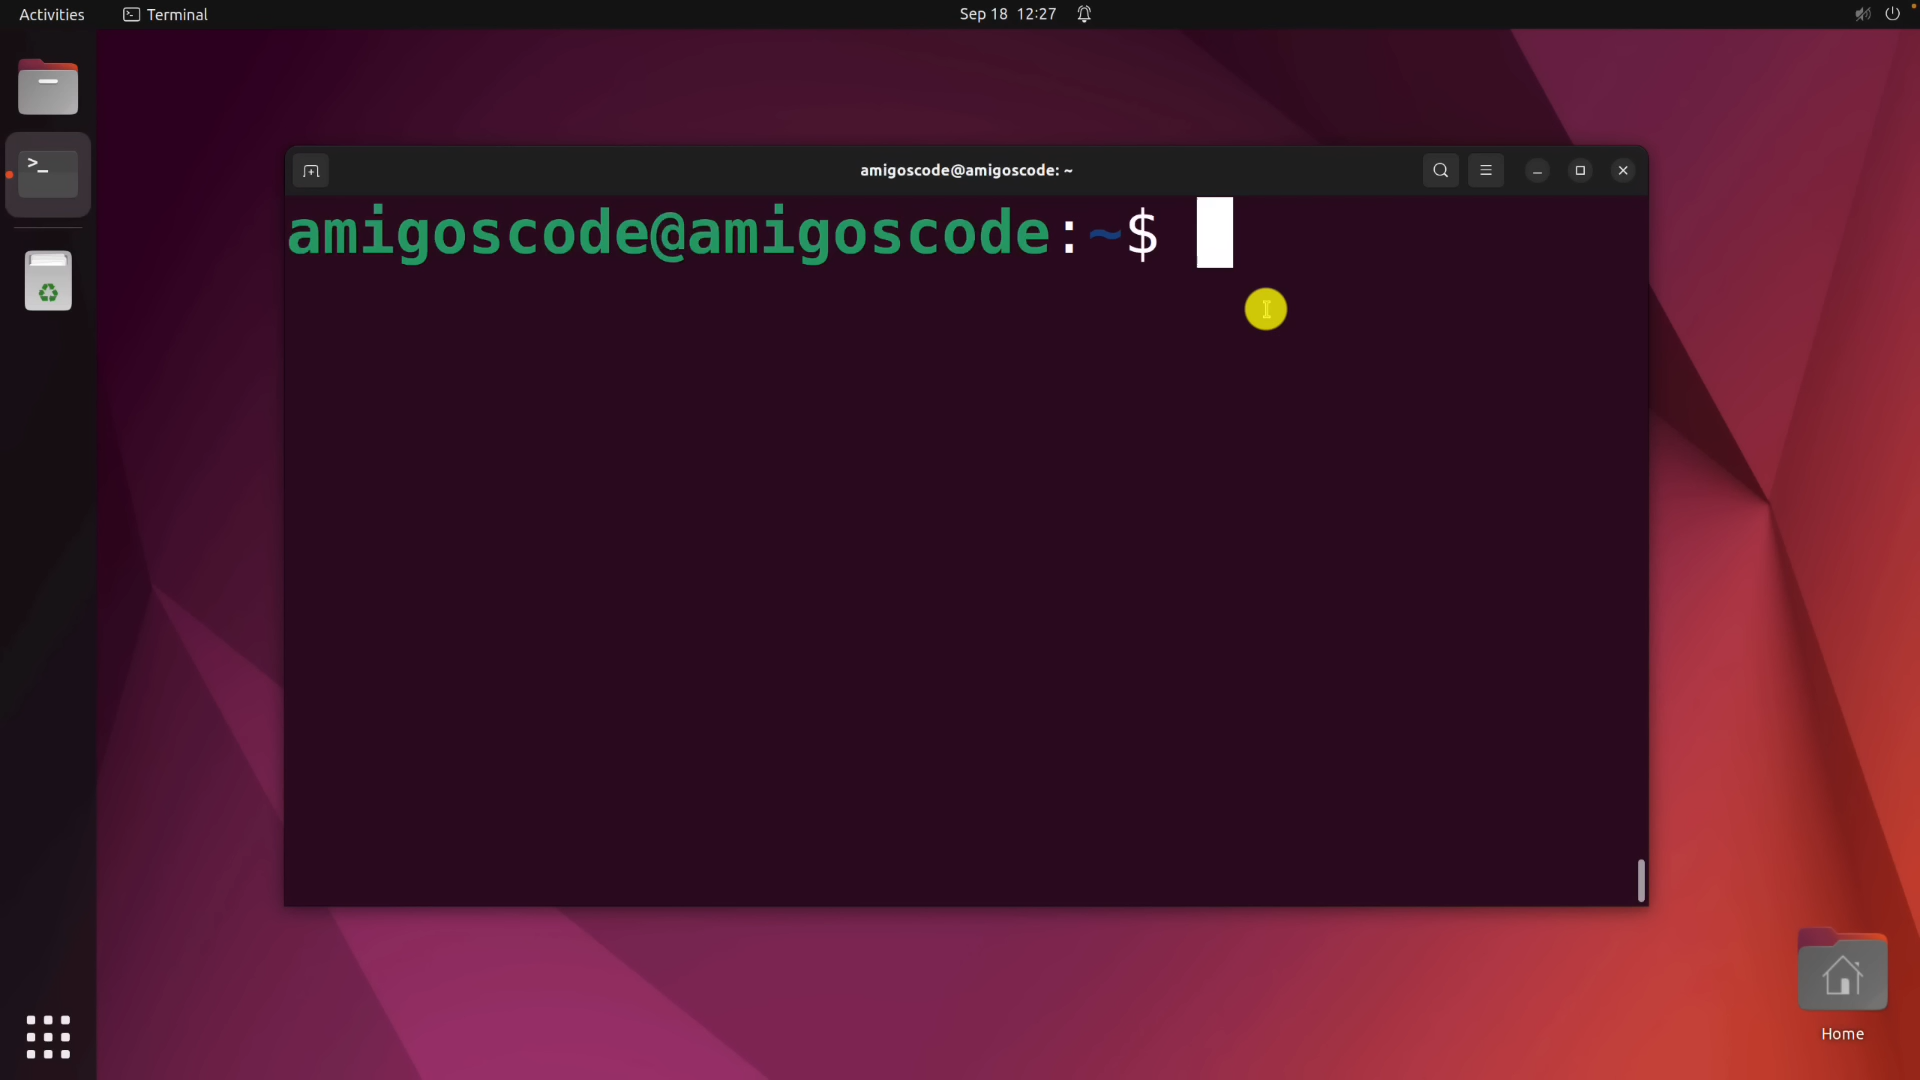 Activities
Terminal
Sep 18 12:27
>_
amigoscode@amigoscode: ~
amigoscode@amigoscode:~$
Home